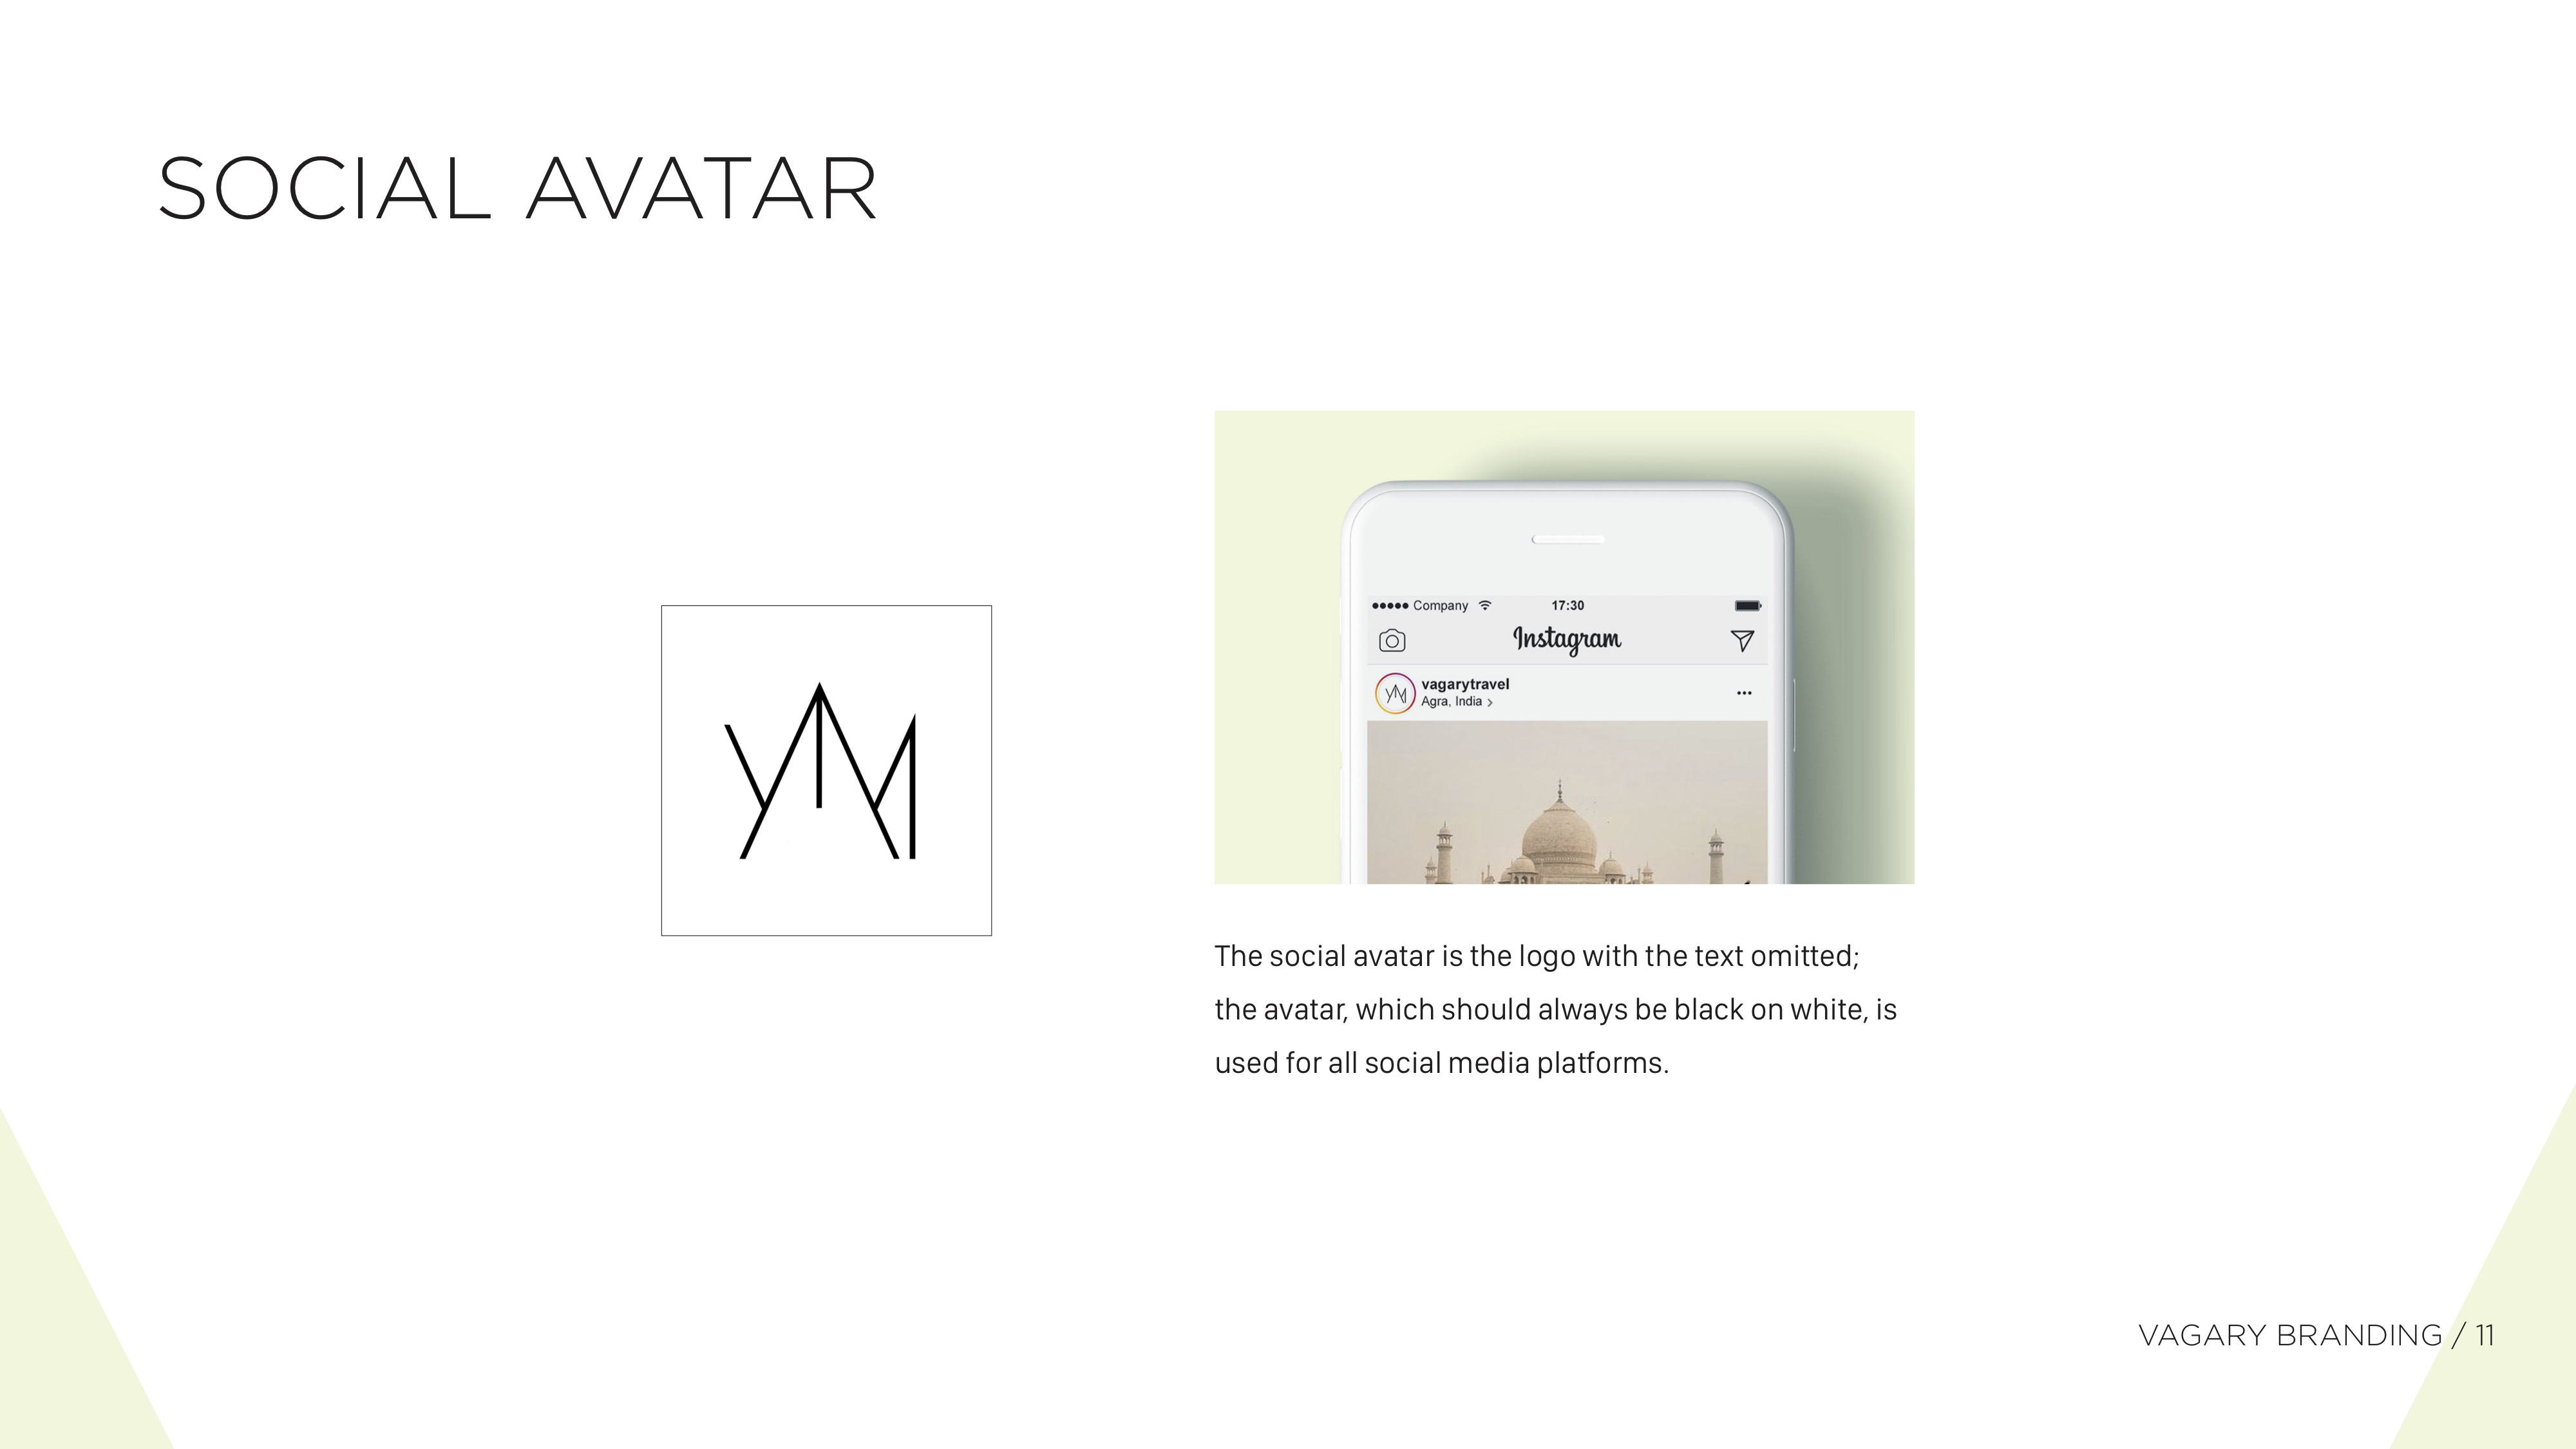 SOCIAL AVATAR
Company
17:30
Instagram
vagarytravel
Agra, India
The social avatar is the logo with the text omitted;
the avatar, which should always be black on white, is
used for all social media platforms.
VAGARY BRANDING / 11